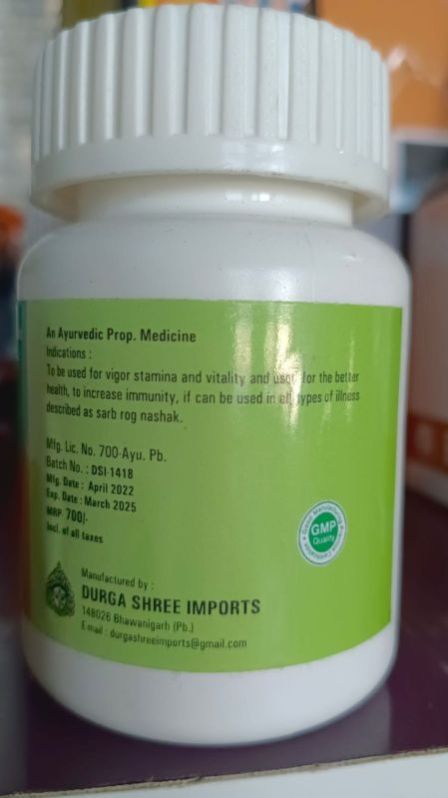 An Ayurvedic Prop. Medicine
Indications :
To be used for vigor stamina and vitality and used for the better
health, to increase immunity, if can be used in all types of illness
described as sarb rog nashak.
Mfg. Lic. No. 700-Ayu. Pb.
Batch No. : DSI-1418
Mfg. Date : April 2022
Exp. Date : March 2025
MRP. 700/-
Incl. of all taxes
GMP
Quality
Manufactured by :
DURGA SHREE IMPORTS
148026 Bhawanigarh (Pb.)
E-mail : durgashreeimports@gmail.com